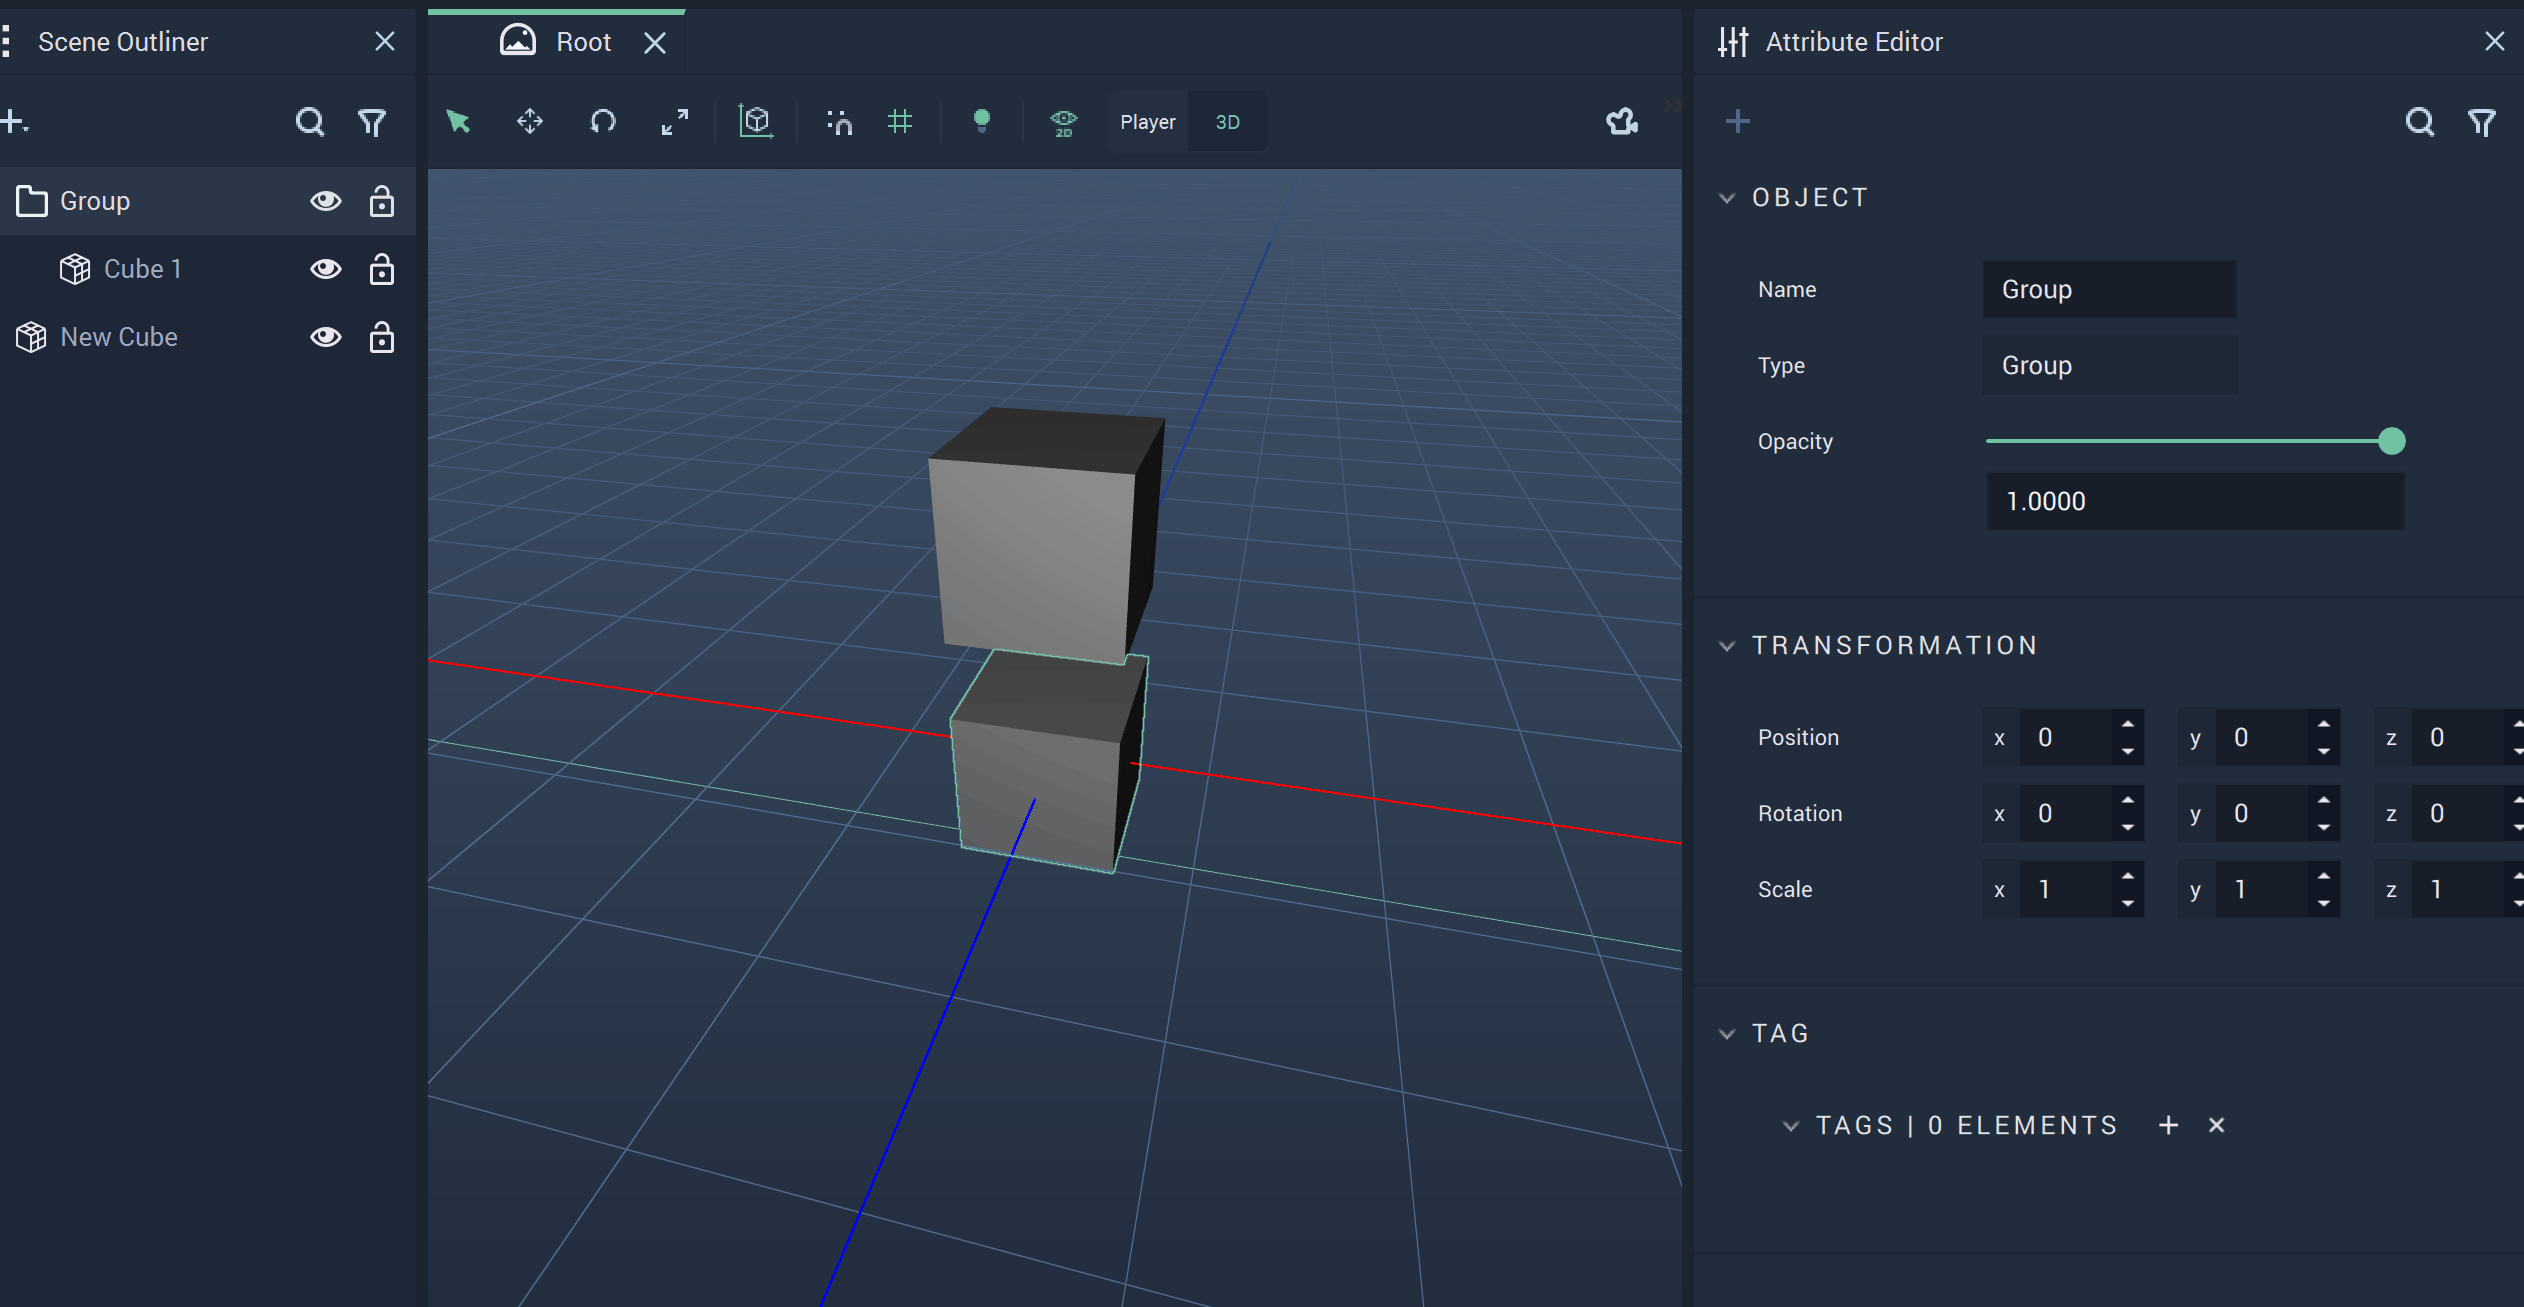 Scene Outliner
Group
Cube 1
New Cube
Root
2D
Player 3D
Attribute Editor
OBJECT
Name Group
Type Group
Opacity
1.0000
TRANSFORMATION
Position x 0 y 0 z 0
Rotation x 0 y 0 z 0
Scale x 1 y 1 z 1
TAG
TAGS | 0 ELEMENTS